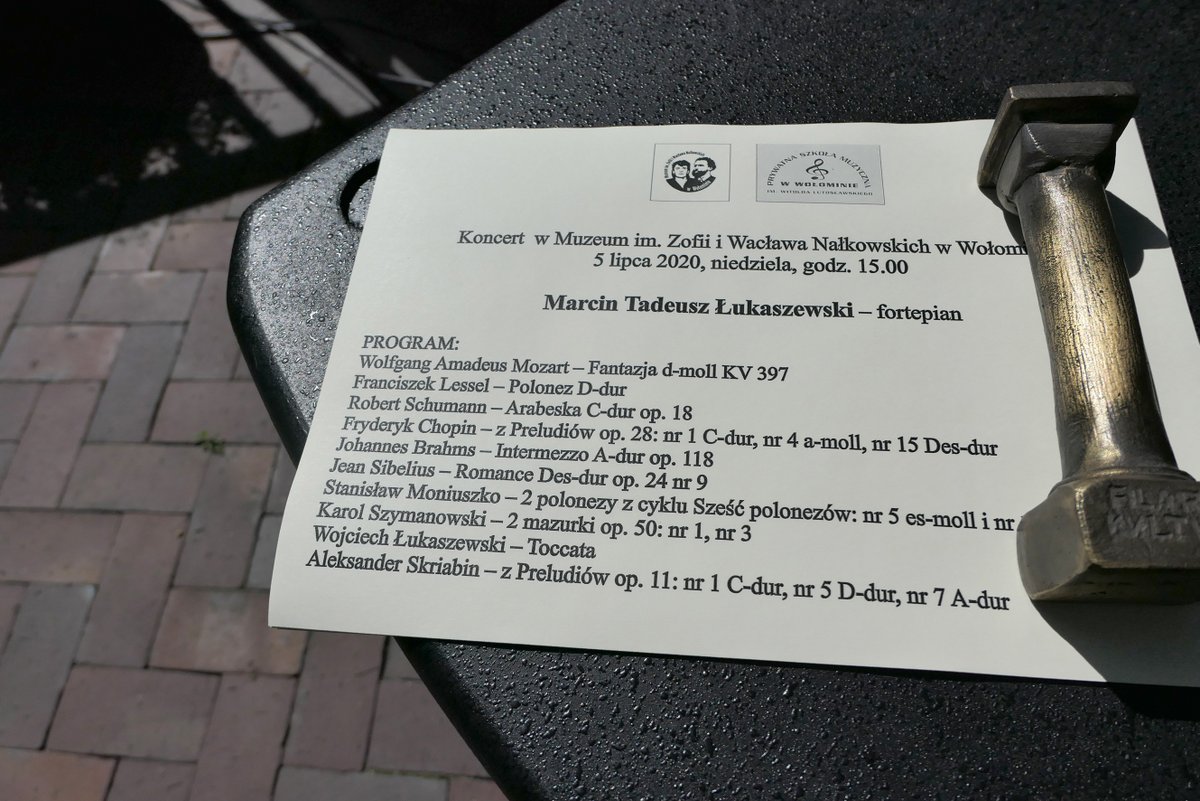 PRYWATNA SZKOŁA MUZYCZNA
W WOŁOMINIE
IM. WITOLDA LUTOSŁAWSKIEGO
Koncert w Muzeum im. Zofii i Wacława Nałkowskich w
5 lipca 2020, niedziela, godz. 15.00
Marcin Tadeusz Łukaszewski – fortepian
PROGRAM:
Wolfgang Amadeus Mozart – Fantazja d-moll KV 397
Franciszek Lessel – Polonez D-dur
Robert Schumann – Arabeska C-dur op. 18
Fryderyk Chopin – z Preludiów op. 28: nr 1 C-dur, nr 4 a-moll, nr 15 Des-dur
Johannes Brahms – Intermezzo A-dur op. 118
Jean Sibelius – Romance Des-dur op. 24 nr 9
Stanisław Moniuszko – 2 polonezy z cyklu Sześć polonezów: nr 5 es-moll i nr
Karol Szymanowski – 2 mazurki op. 50: nr 1, nr 3
Wojciech Łukaszewski – Toccata
Aleksander Skriabin – z Preludiów op. 11: nr 1 C-dur, nr 5 D-dur, nr 7 A-dur